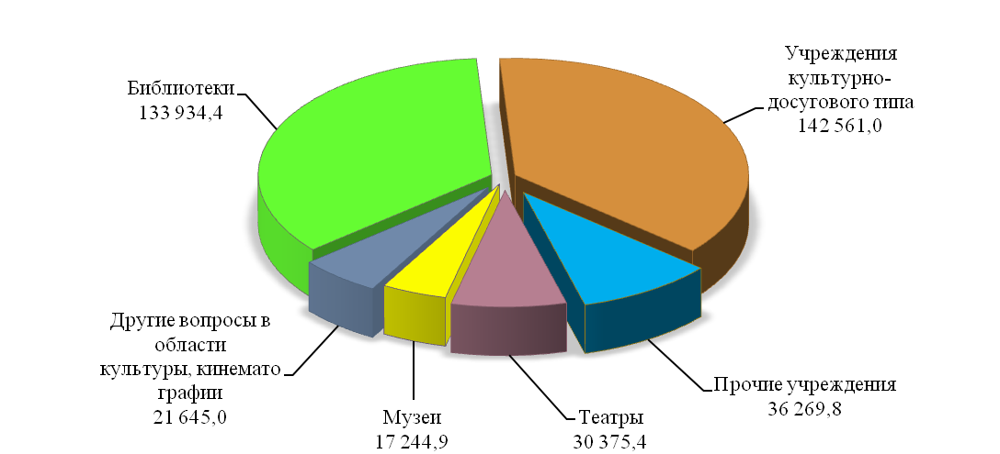 Учреждения
культурно-
досугового типа
142 561,0
Библиотеки
133 934,4
Другие вопросы в
области
культуры, кинемато
графии
21 645,0
Музеи
17 244,9
Театры
30 375,4
Прочие учреждения
36 269,8